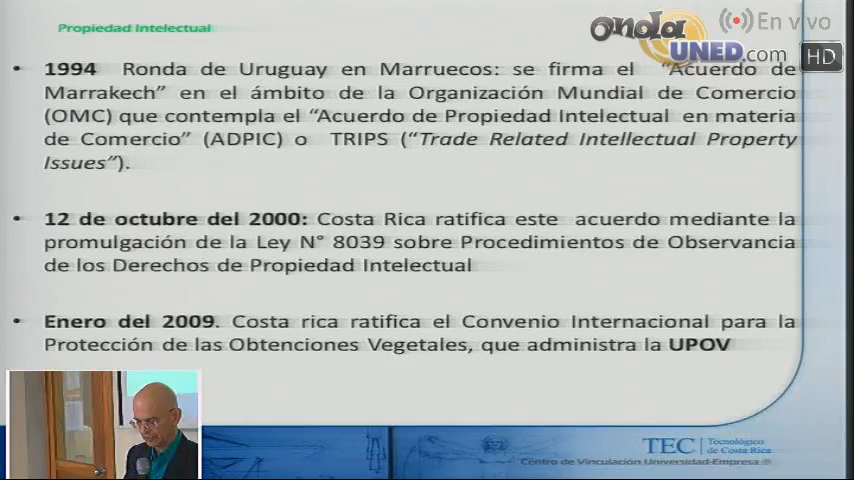 Propiedad Intelectual
onda UNED.com
En vivo
HD
• 1994 Ronda de Uruguay en Marruecos: se firma el “Acuerdo de
Marrakech” en el ámbito de la Organización Mundial de Comercio
(OMC) que contempla el “Acuerdo de Propiedad Intelectual en materia
de Comercio” (ADPIC) o TRIPS (“Trade Related Intellectual Property
Issues”).
• 12 de octubre del 2000: Costa Rica ratifica este acuerdo mediante la
promulgación de la Ley N° 8039 sobre Procedimientos de Observancia
de los Derechos de Propiedad Intelectual
• Enero del 2009. Costa rica ratifica el Convenio Internacional para la
Protección de las Obtenciones Vegetales, que administra la UPOV
TEC | Tecnológico
de Costa Rica
Centro de Vinculación Universidad-Empresa ®